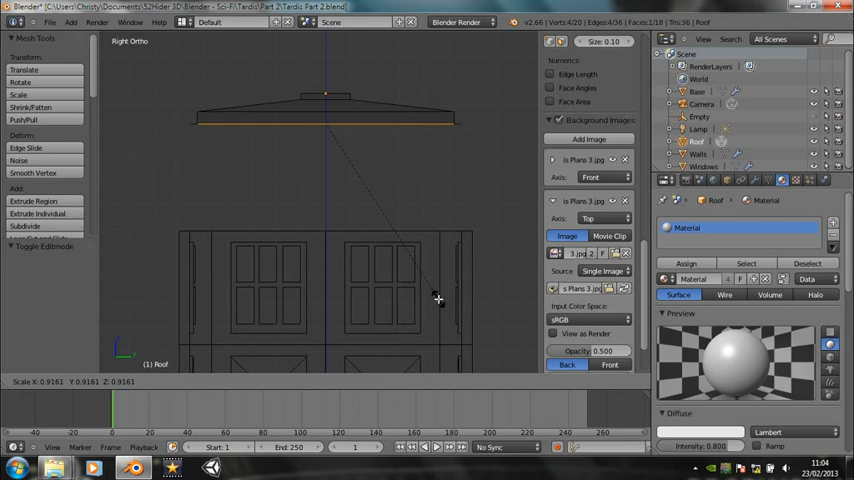 Blender* [C:\Users\Christy\Documents\52Hider 3D\Blender - Sci-Fi\Tardis Part 2\Tardis Part 2.blend]
File Add Render Window Help Default Scene Blender Render v2.66 | Verts:4/20 | Edges:4/36 | Faces:1/18 | Tris:36 | Roof
Mesh Tools
Transform:
Translate
Rotate
Scale
Shrink/Fatten
Push/Pull
Deform:
Edge Slide
Noise
Smooth Vertex
Add:
Extrude Region
Extrude Individual
Subdivide
Toggle Editmode
Right Ortho
z
y
(1) Roof
Scale X: 0.9161 Y: 0.9161 Z: 0.9161
Size: 0.10
Numerics:
Edge Length
Face Angles
Face Area
Background Images
Add Image
is Plans 3.jpg
Axis: Front
is Plans 3.jpg
Axis: Top
Image Movie Clip
3.jpg 2 F
Source Single Image
s Plans 3.jpg
Input Color Space:
sRGB
View as Render
Opacity: 0.500
Back Front
View Search All Scenes
Scene
RenderLayers
World
Base
Camera
Empty
Lamp
Roof
Walls
Windows
Roof Material
Material
Assign Select Deselect
Material 4 F Data
Surface Wire Volume Halo
Preview
Diffuse
Lambert
Intensity: 0.800 Ramp
-40 -20 0 20 40 60 80 100 120 140 160 180 200 220 240 260
View Marker Frame Playback Start: 1 End: 250 1 No Sync
11:04
23/02/2013